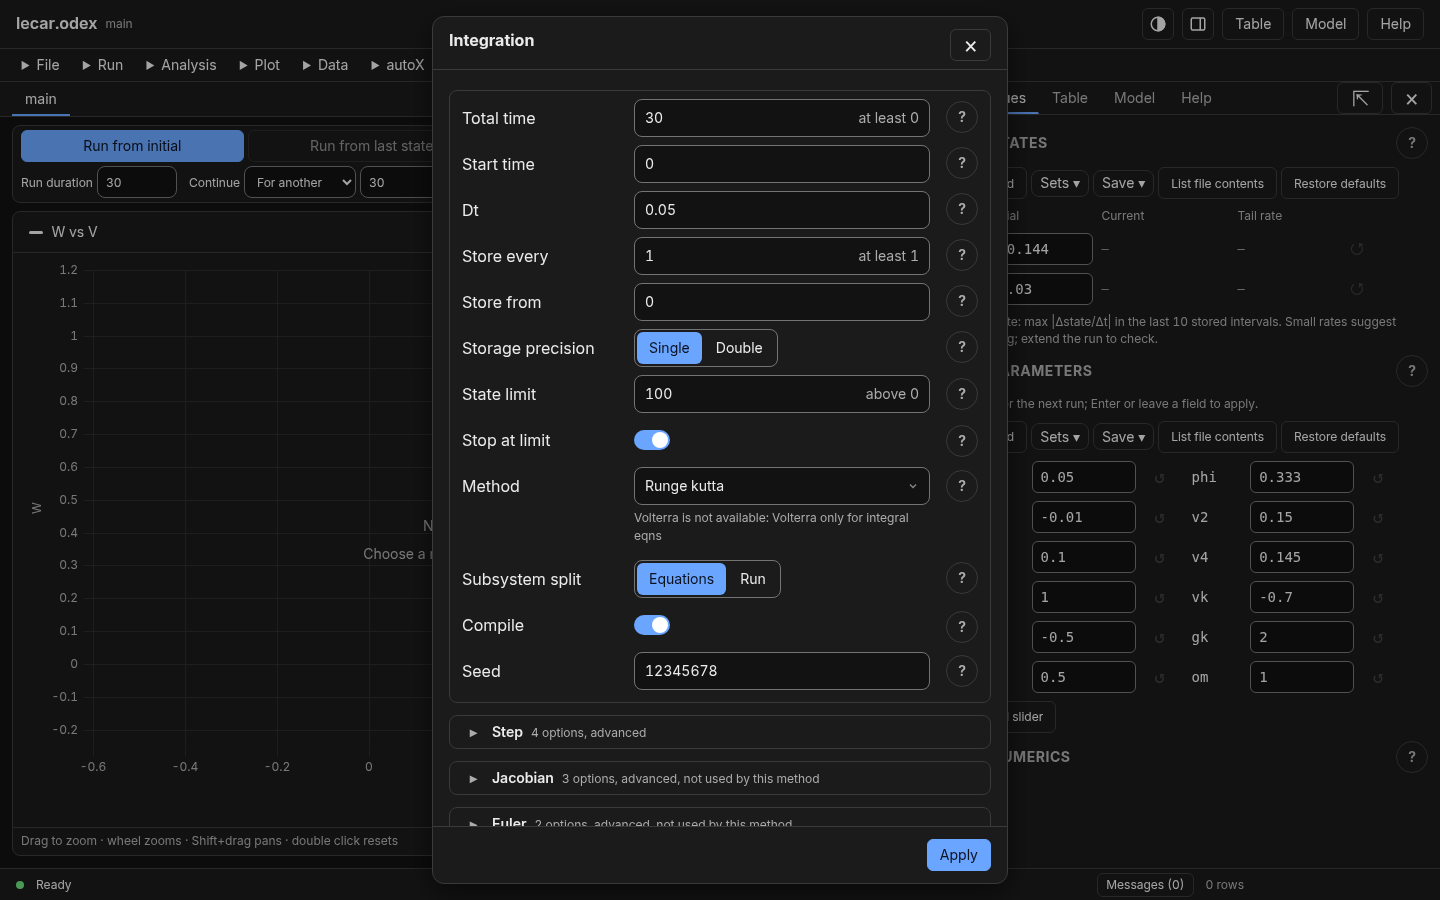 lecar.odex main
Table Model Help
File Run Analysis Plot Data autoX
main
Run from initial Run from last state
Run duration 30 Continue For another 30
W vs V
1.2
1.1
1
0.9
0.8
0.7
0.6
0.5
0.4
0.3
0.2
0.1
0
-0.1
-0.2
W
-0.6 -0.4 -0.2 0
Choose a
Drag to zoom · wheel zooms · Shift+drag pans · double click resets
Ready
Integration
Total time 30 at least 0 ?
Start time 0 ?
Dt 0.05 ?
Store every 1 at least 1 ?
Store from 0 ?
Storage precision Single Double ?
State limit 100 above 0 ?
Stop at limit ?
Method Runge kutta ?
Volterra is not available: Volterra only for integral
eqns
Subsystem split Equations Run ?
Compile ?
Seed 12345678 ?
Step 4 options, advanced
Jacobian 3 options, advanced, not used by this method
Euler 2 options, advanced, not used by this method
Apply
Table Model Help
?
Sets ▾ Save ▾ List file contents Restore defaults
Current Tail rate
0.144 – –
.03 – –
max |Δstate/Δt| in the last 10 stored intervals. Small rates suggest
extend the run to check.
?
the next run; Enter or leave a field to apply.
Sets ▾ Save ▾ List file contents Restore defaults
0.05 phi 0.333
-0.01 v2 0.15
0.1 v4 0.145
1 vk -0.7
-0.5 gk 2
0.5 om 1
slider
?
Messages (0) 0 rows